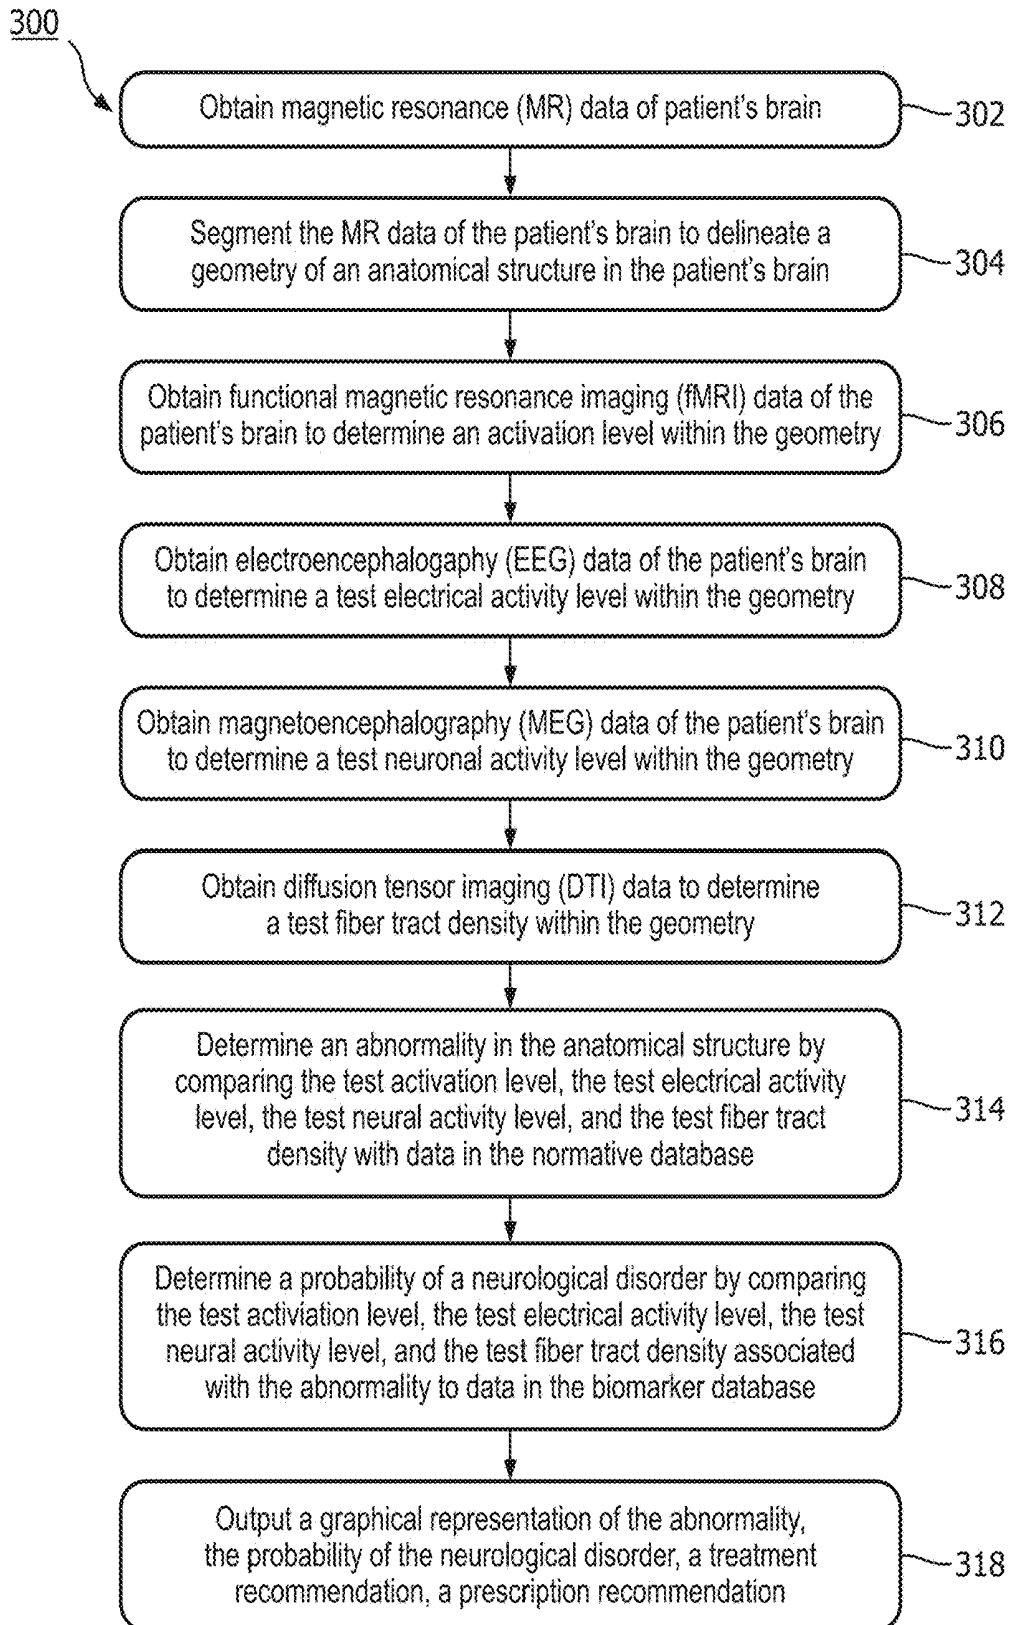 300
Obtain magnetic resonance (MR) data of patient's brain
302
Segment the MR data of the patient's brain to delineate a
geometry of an anatomical structure in the patient's brain
304
Obtain functional magnetic resonance imaging (fMRI) data of the
patient's brain to determine an activation level within the geometry
306
Obtain electroencephalogaphy (EEG) data of the patient's brain
to determine a test electrical activity level within the geometry
308
Obtain magnetoencephalography (MEG) data of the patient's brain
to determine a test neuronal activity level within the geometry
310
Obtain diffusion tensor imaging (DTI) data to determine
a test fiber tract density within the geometry
312
Determine an abnormality in the anatomical structure by
comparing the test activation level, the test electrical activity
level, the test neural activity level, and the test fiber tract
density with data in the normative database
314
Determine a probability of a neurological disorder by comparing
the test activiation level, the test electrical activity level, the test
neural activity level, and the test fiber tract density associated
with the abnormality to data in the biomarker database
316
Output a graphical representation of the abnormality,
the probability of the neurological disorder, a treatment
recommendation, a prescription recommendation
318